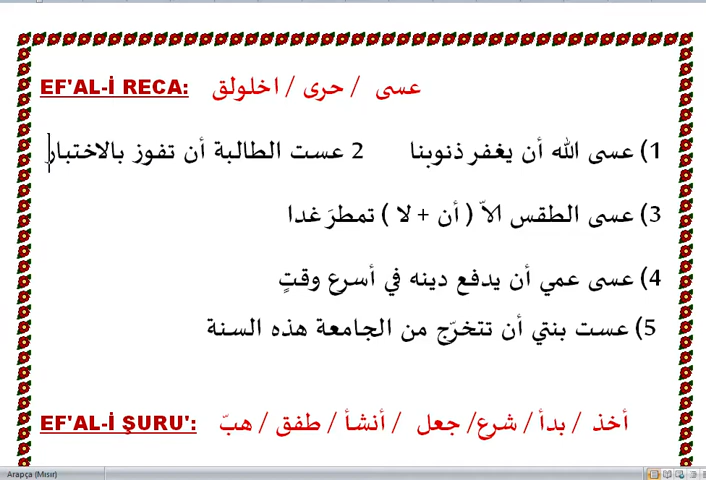 EF'AL-İ RECA: عسى / حرى / اخلولق
1) عسى الله أن يغفر ذنوبنا 2 عست الطالبة أن تفوز بالاختبار
3) عسى الطقس الاّ ( أن + لا ) تمطرَ غدا
4) عسى عمي أن يدفع دينه في أسرع وقتٍ
5) عست بنتي أن تتخرّج من الجامعة هذه السنة
EF'AL-İ ŞURU': أخذ / بدأ / شرع/ جعل / أنشأ / طفق / هبّ
Arapça (Mısır)